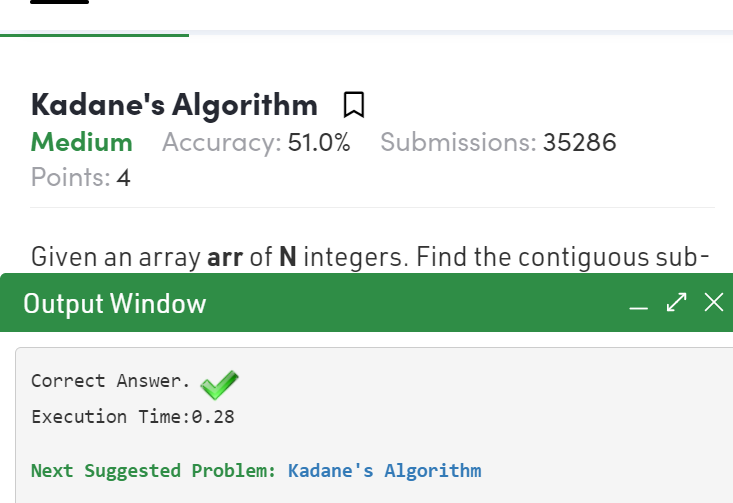 Kadane's Algorithm
Medium Accuracy: 51.0% Submissions: 35286
Points: 4
Given an array arr of N integers. Find the contiguous sub-
Output Window
Correct Answer.
Execution Time:0.28
Next Suggested Problem: Kadane's Algorithm